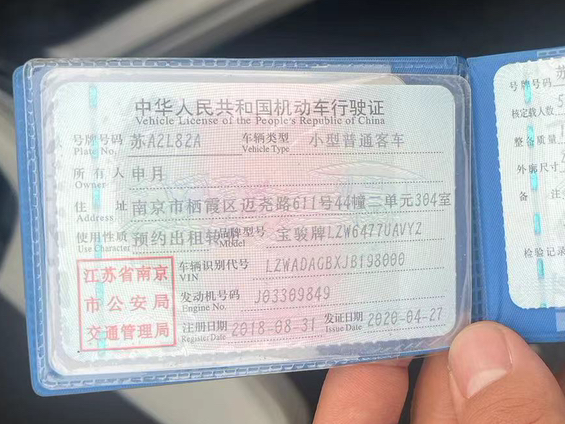 中华人民共和国机动车行驶证
Vehicle License of the People's Republic of China
号牌号码 苏A2L82A 车辆类型 小型普通客车
Plate No. Vehicle Type
所有人 申月
Owner
住址 南京市栖霞区迈尧路611号44幢二单元304室
Address
使用性质 预约出租转 品牌型号 宝骏牌LZW6477UAVYZ
Use Character Model
车辆识别代号 LZWADAGBXJB198000
VIN
发动机号码 J03309849
Engine No.
注册日期 2018-08-31 发证日期 2020-04-27
Register Date Issue Date
江苏省南京
市公安局
交通管理局
号牌号码 苏
核定载人数 5
整备质量
外廓尺寸
备
检验记录